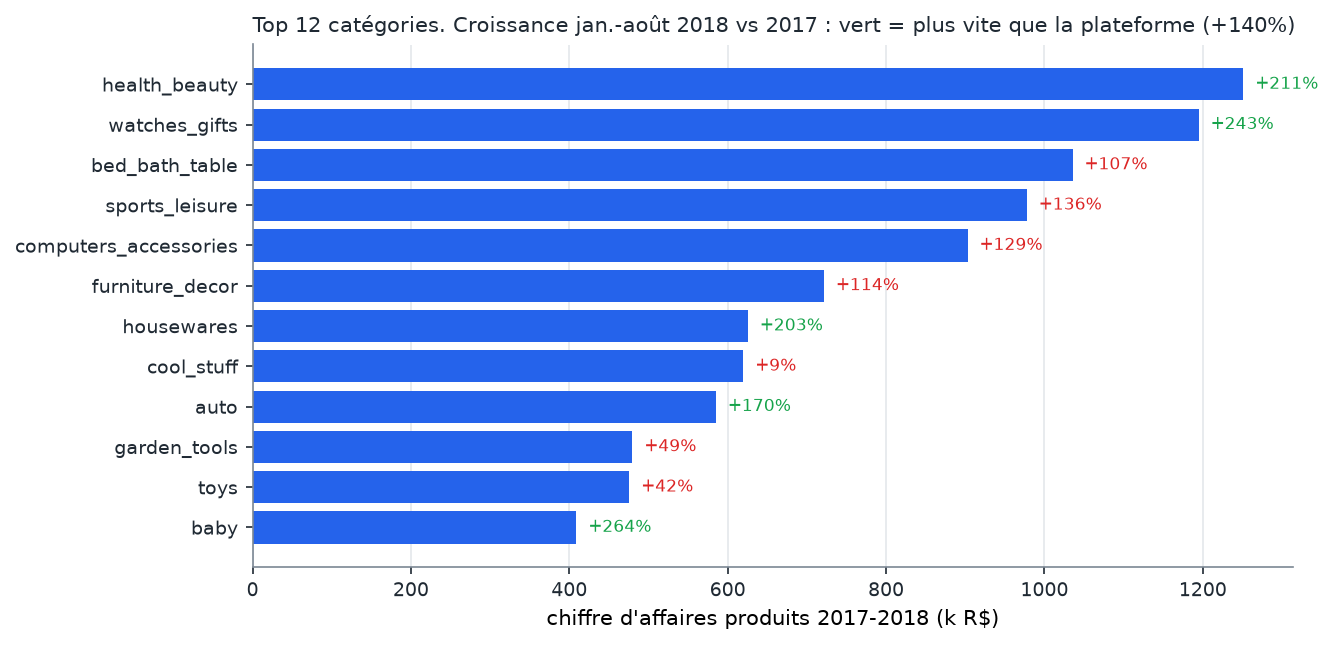 Top 12 catégories. Croissance jan.-août 2018 vs 2017 : vert = plus vite que la plateforme (+140%)
health_beauty +211%
watches_gifts +243%
bed_bath_table +107%
sports_leisure +136%
computers_accessories +129%
furniture_decor +114%
housewares +203%
cool_stuff +9%
auto +170%
garden_tools +49%
toys +42%
baby +264%
0 200 400 600 800 1000 1200
chiffre d'affaires produits 2017-2018 (k R$)